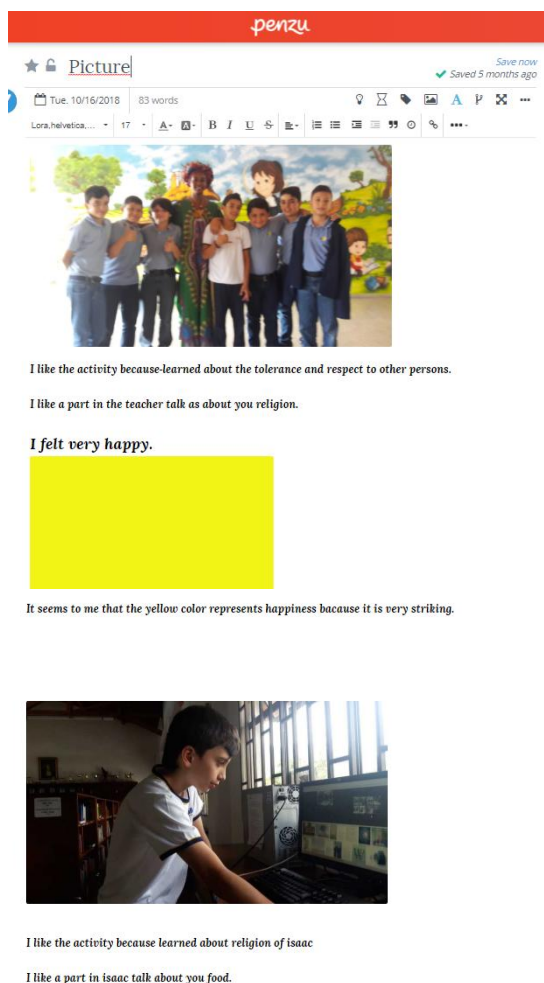 penzu
Picture
Save now
Saved 5 months ago
Tue. 10/16/2018 83 words
Lora,helvetica,... 17 A A B I U S
I like the activity because-learned about the tolerance and respect to other persons.
I like a part in the teacher talk as about you religion.
I felt very happy.
It seems to me that the yellow color represents happiness bacause it is very striking.
I like the activity because learned about religion of isaac
I like a part in isaac talk about you food.